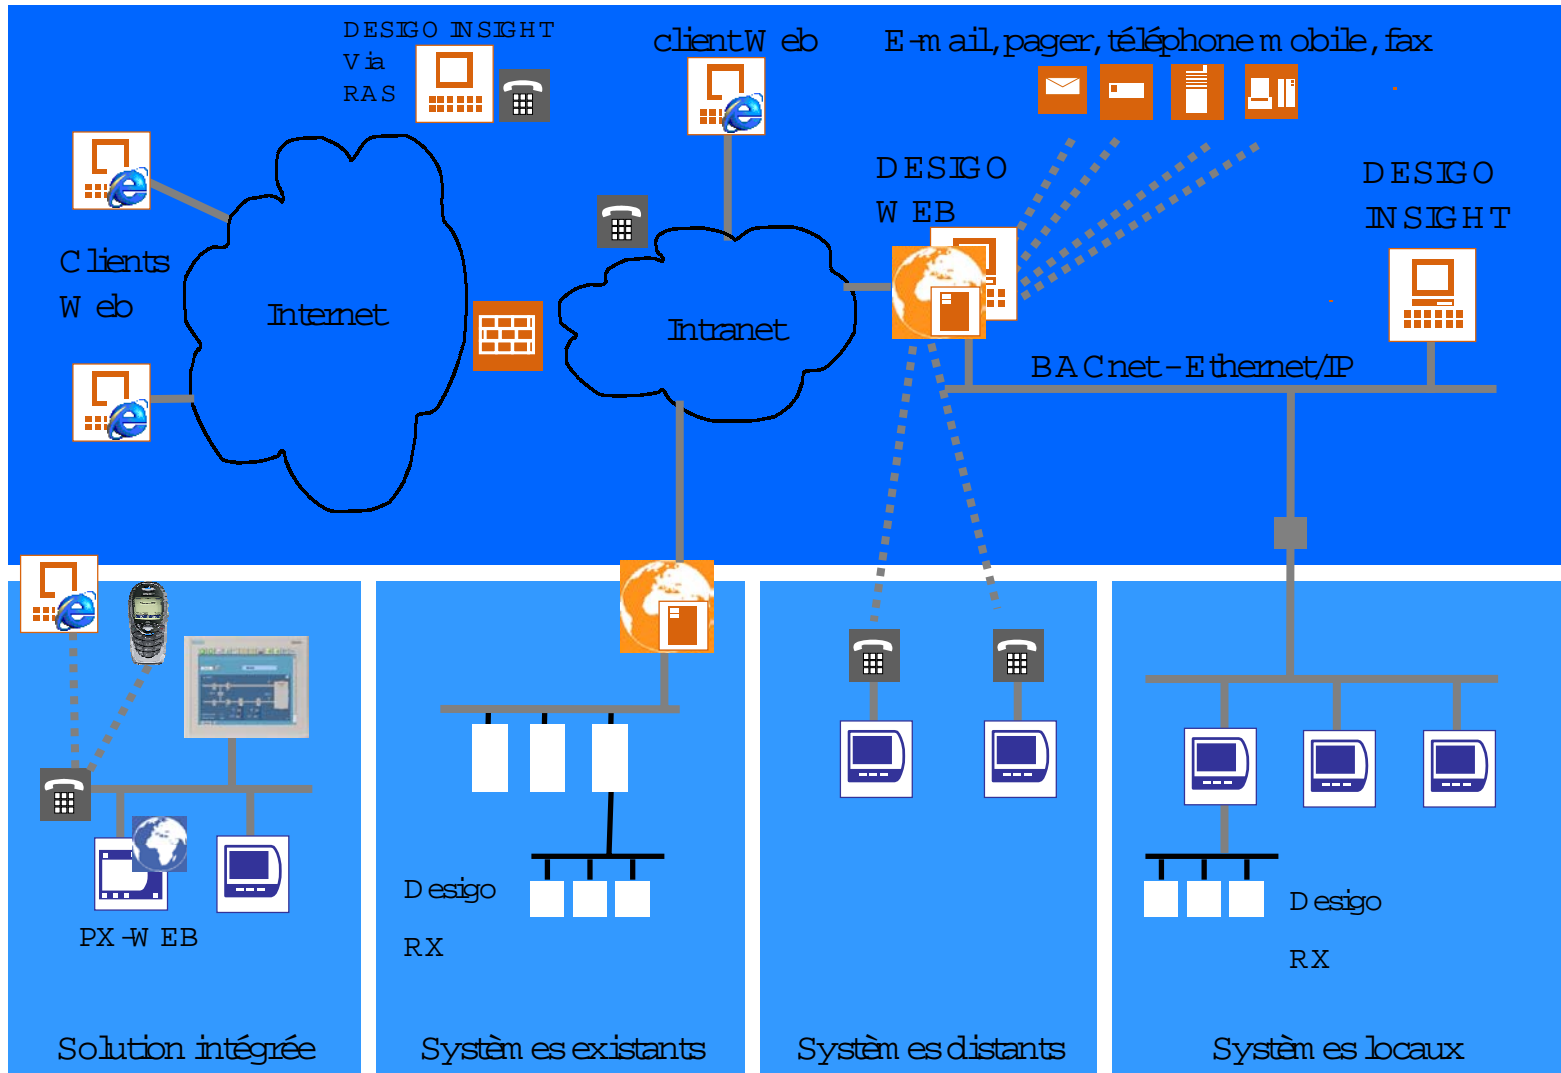 DESIGO INSIGHT
Via
RAS
client Web
E-mail, pager, téléphone mobile, fax
DESIGO
WEB
DESIGO
INSIGHT
Clients
Web
Internet
Intranet
BACnet-Ethernet/IP
Desigo
RX
Desigo
RX
PX-WEB
Solution intégrée
Systèmes existants
Systèmes distants
Systèmes locaux